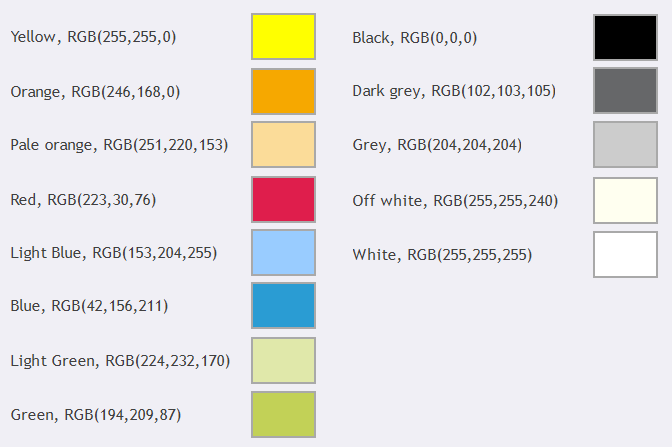 Yellow, RGB(255,255,0)
Orange, RGB(246,168,0)
Pale orange, RGB(251,220,153)
Red, RGB(223,30,76)
Light Blue, RGB(153,204,255)
Blue, RGB(42,156,211)
Light Green, RGB(224,232,170)
Green, RGB(194,209,87)
Black, RGB(0,0,0)
Dark grey, RGB(102,103,105)
Grey, RGB(204,204,204)
Off white, RGB(255,255,240)
White, RGB(255,255,255)